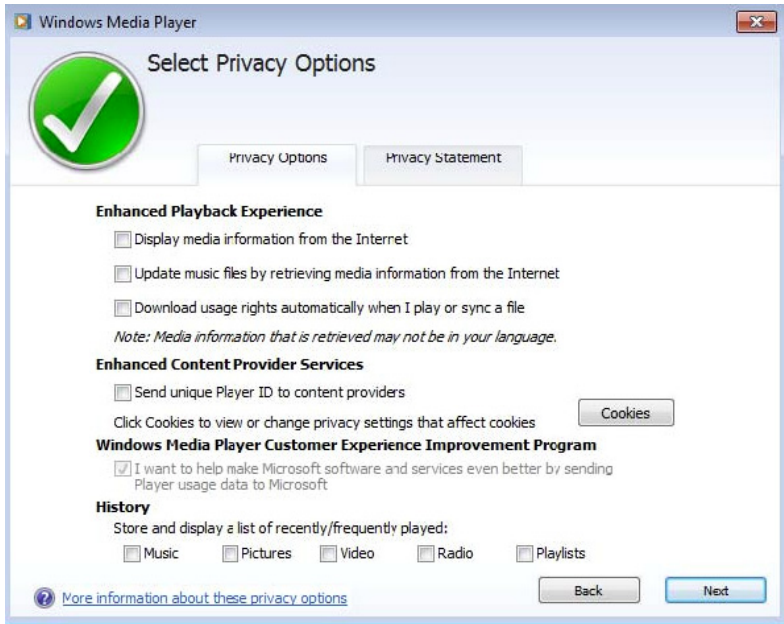 Windows Media Player
Select Privacy Options
Privacy Options Privacy Statement
Enhanced Playback Experience
Display media information from the Internet
Update music files by retrieving media information from the Internet
Download usage rights automatically when I play or sync a file
Note: Media information that is retrieved may not be in your language.
Enhanced Content Provider Services
Send unique Player ID to content providers
Click Cookies to view or change privacy settings that affect cookies Cookies
Windows Media Player Customer Experience Improvement Program
I want to help make Microsoft software and services even better by sending
Player usage data to Microsoft
History
Store and display a list of recently/frequently played:
Music Pictures Video Radio Playlists
More information about these privacy options Back Next